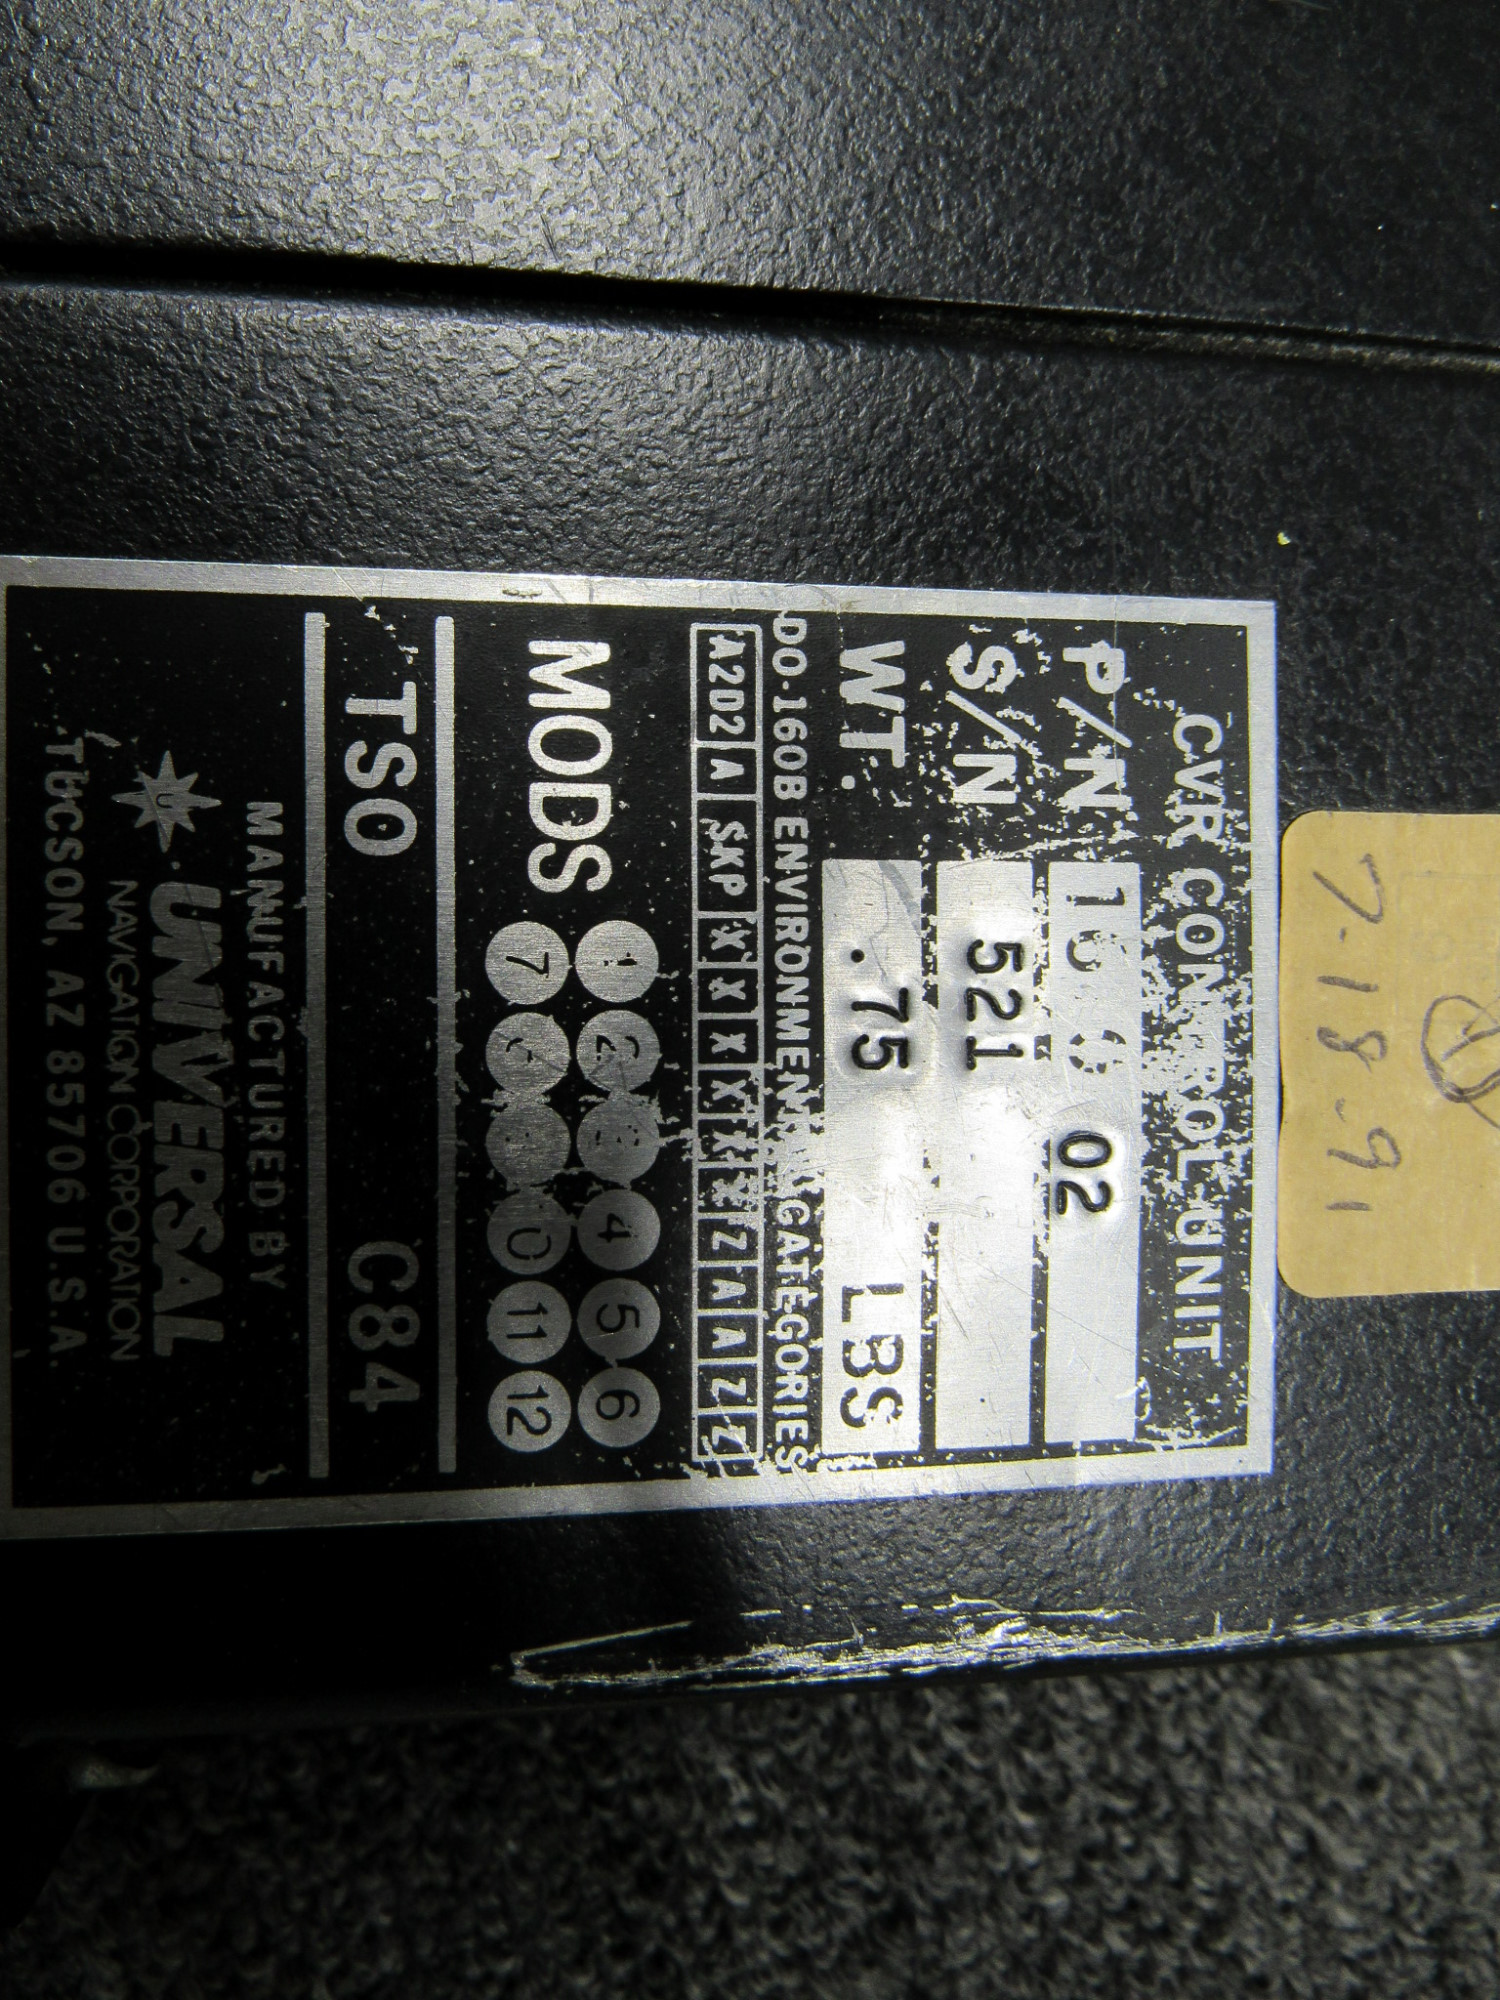 7-18-91
CVR CONTROL UNIT
P/N 02
S/N 521
WT. .75 LBS
DO-160B ENVIRONMENTAL CATEGORIES
A2D2 A SKP X X X X X X Z A A Z Z
MODS 1 2 3 4 5 6
7 11 12
TSO C84
MANUFACTURED BY
UNIVERSAL
NAVIGATION CORPORATION
TUCSON, AZ 85706 U.S.A.